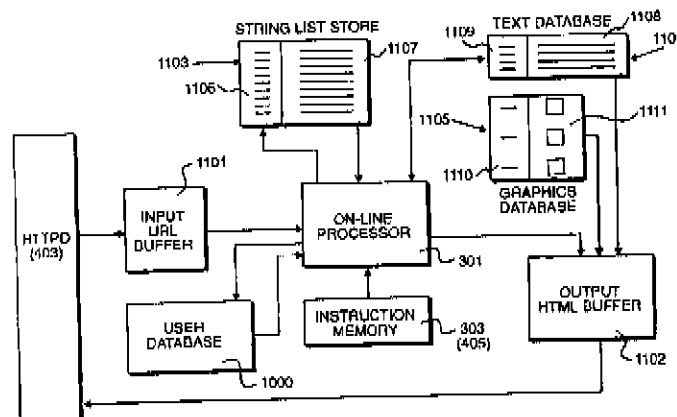 STRING LIST STORE
TEXT DATABASE
1103
1106
1107
1109
1108
110
1105
1111
1110
GRAPHICS
DATABASE
1101
INPUT
URL
BUFFER
HTTPD
(403)
ON-LINE
PROCESSOR
301
USER
DATABASE
1000
INSTRUCTION
MEMORY
303
(405)
OUTPUT
HTML BUFFER
1102